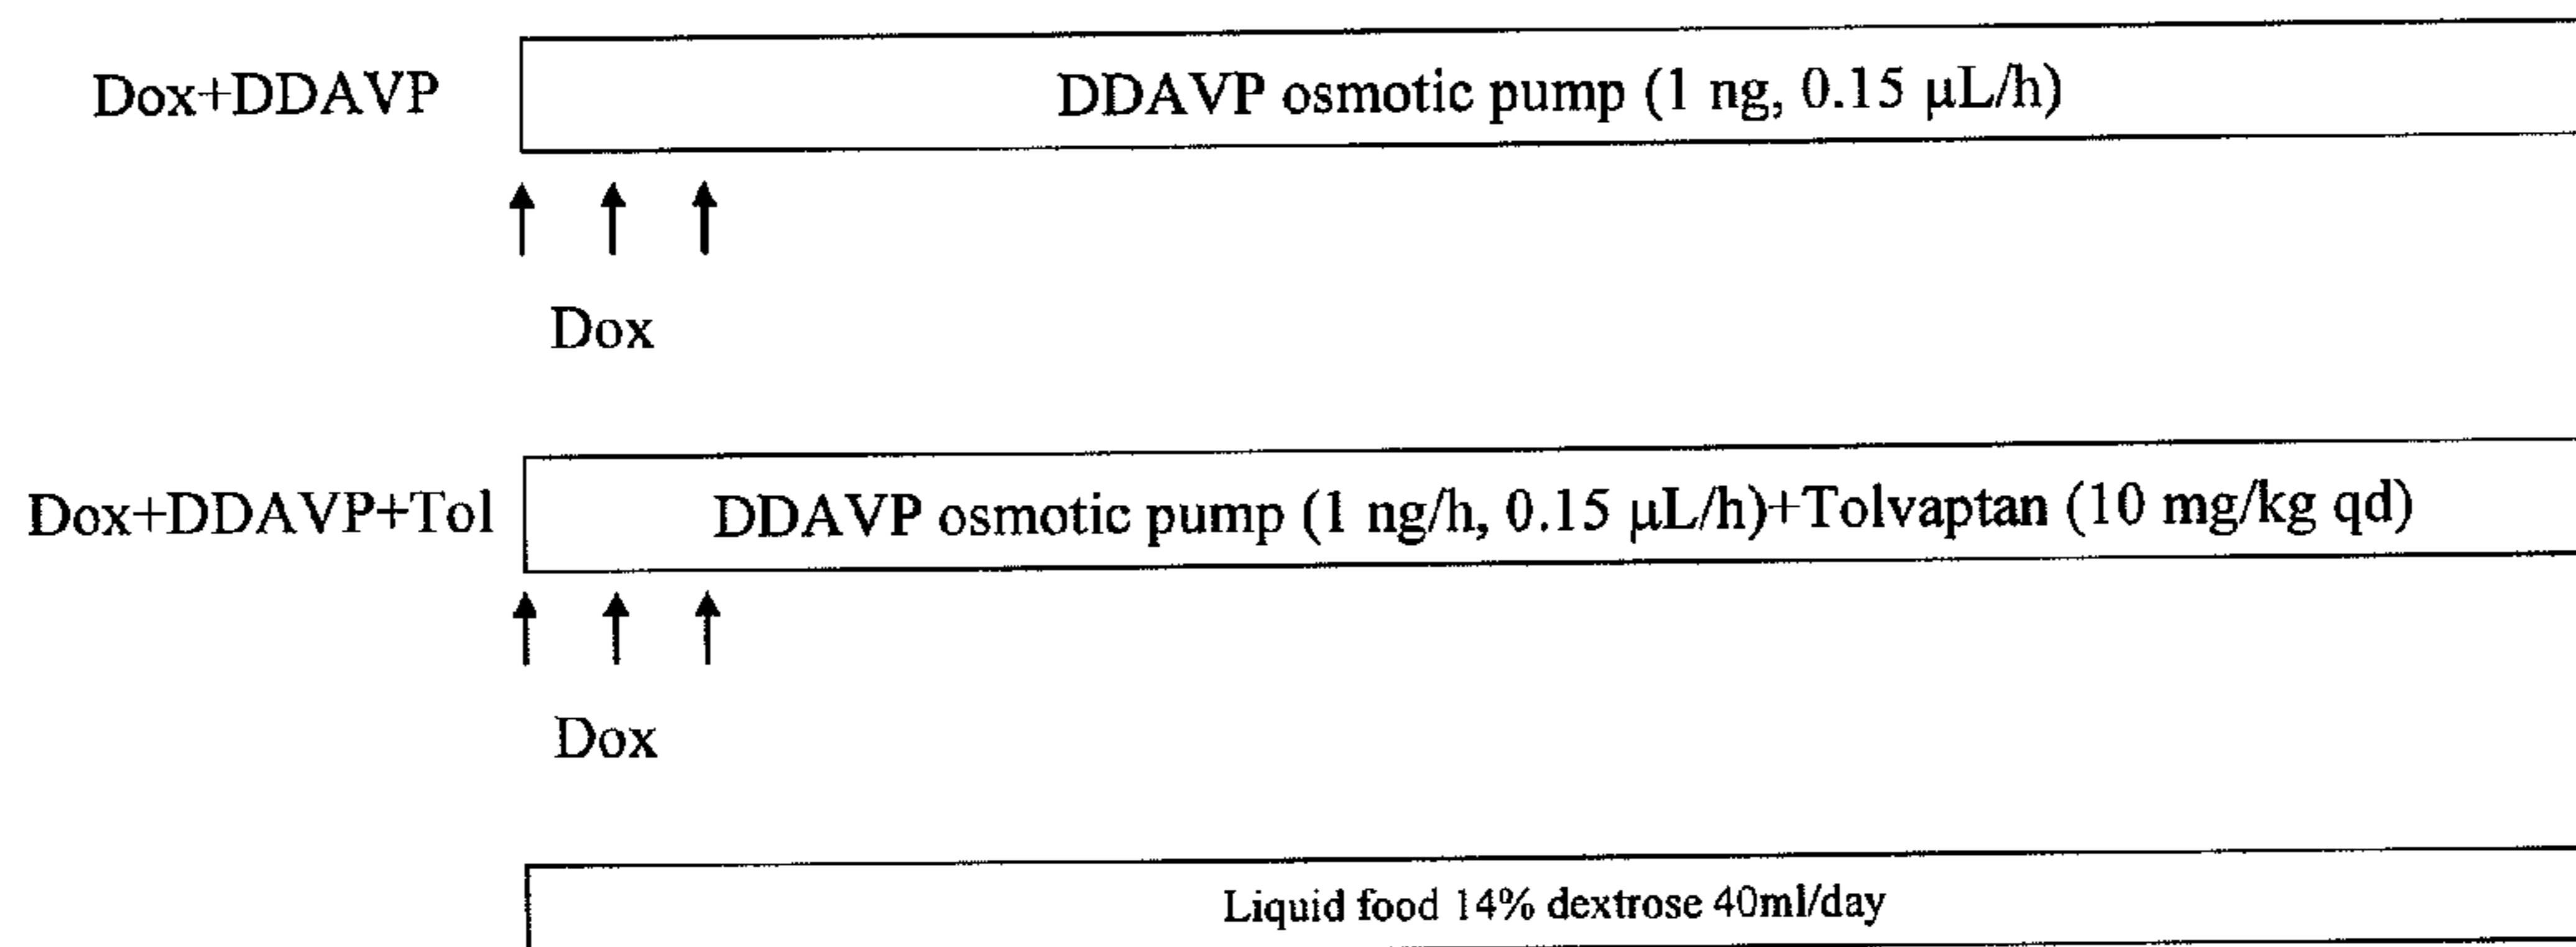 Dox+DDAVP
DDAVP osmotic pump (1 ng, 0.15 μL/h)
Dox
Dox+DDAVP+Tol
DDAVP osmotic pump (1 ng/h, 0.15 μL/h)+Tolvaptan (10 mg/kg qd)
Dox
Liquid food 14% dextrose 40ml/day